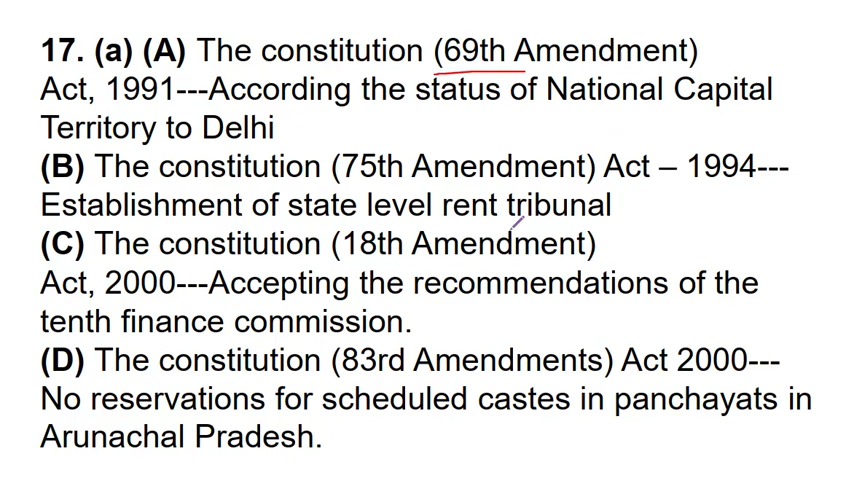 17. (a) (A) The constitution (69th Amendment)
Act, 1991---According the status of National Capital
Territory to Delhi
(B) The constitution (75th Amendment) Act – 1994---
Establishment of state level rent tribunal
(C) The constitution (18th Amendment)
Act, 2000---Accepting the recommendations of the
tenth finance commission.
(D) The constitution (83rd Amendments) Act 2000---
No reservations for scheduled castes in panchayats in
Arunachal Pradesh.